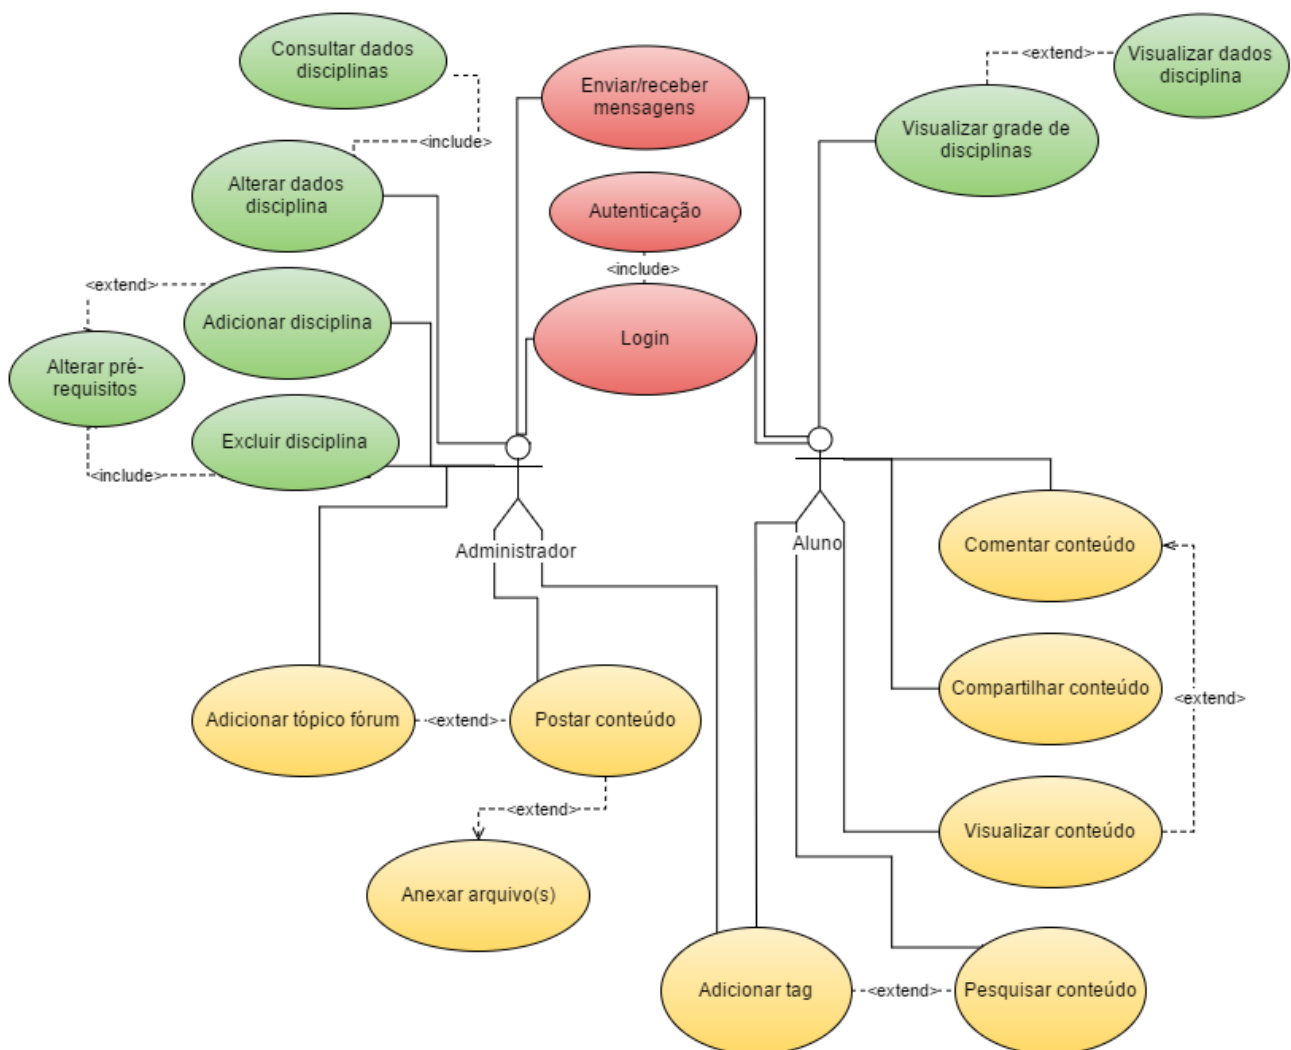 Consultar dados
disciplinas
Enviar/receber
mensagens
<extend>
Visualizar dados
disciplina
Visualizar grade de
disciplinas
<include>
Alterar dados
disciplina
Autenticação
<include>
<extend>
Adicionar disciplina
Login
Alterar pré-
requisitos
Excluir disciplina
<include>
Administrador
Aluno
Comentar conteúdo
Compartilhar conteúdo
<extend>
Adicionar tópico fórum
<extend>
Postar conteúdo
<extend>
Visualizar conteúdo
Anexar arquivo(s)
Adicionar tag
<extend>
Pesquisar conteúdo